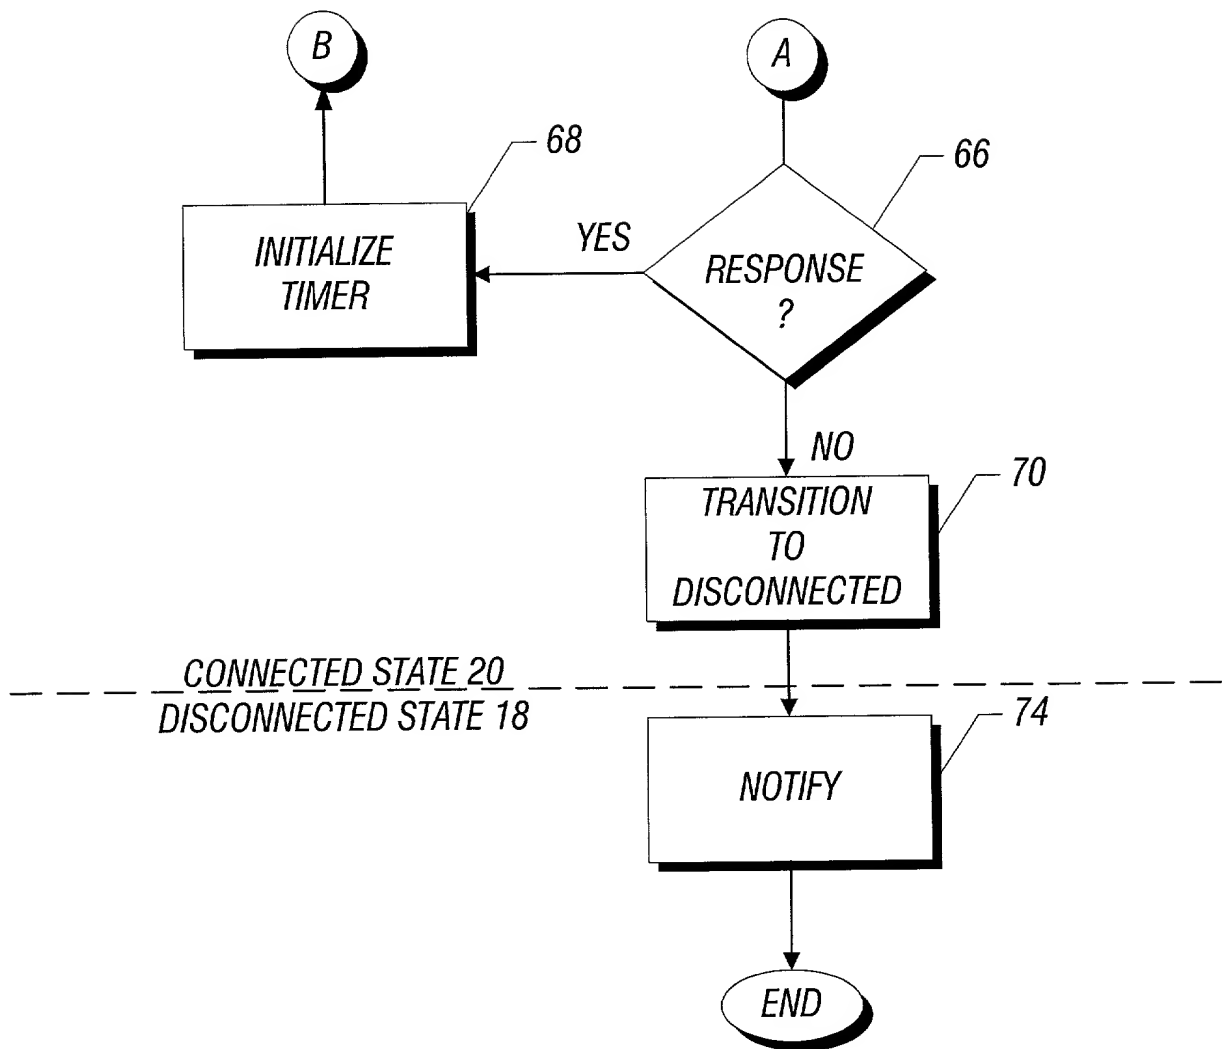 B
A
68
66
INITIALIZE
TIMER
YES
RESPONSE
?
NO
70
TRANSITION
TO
DISCONNECTED
CONNECTED STATE 20
DISCONNECTED STATE 18
74
NOTIFY
END